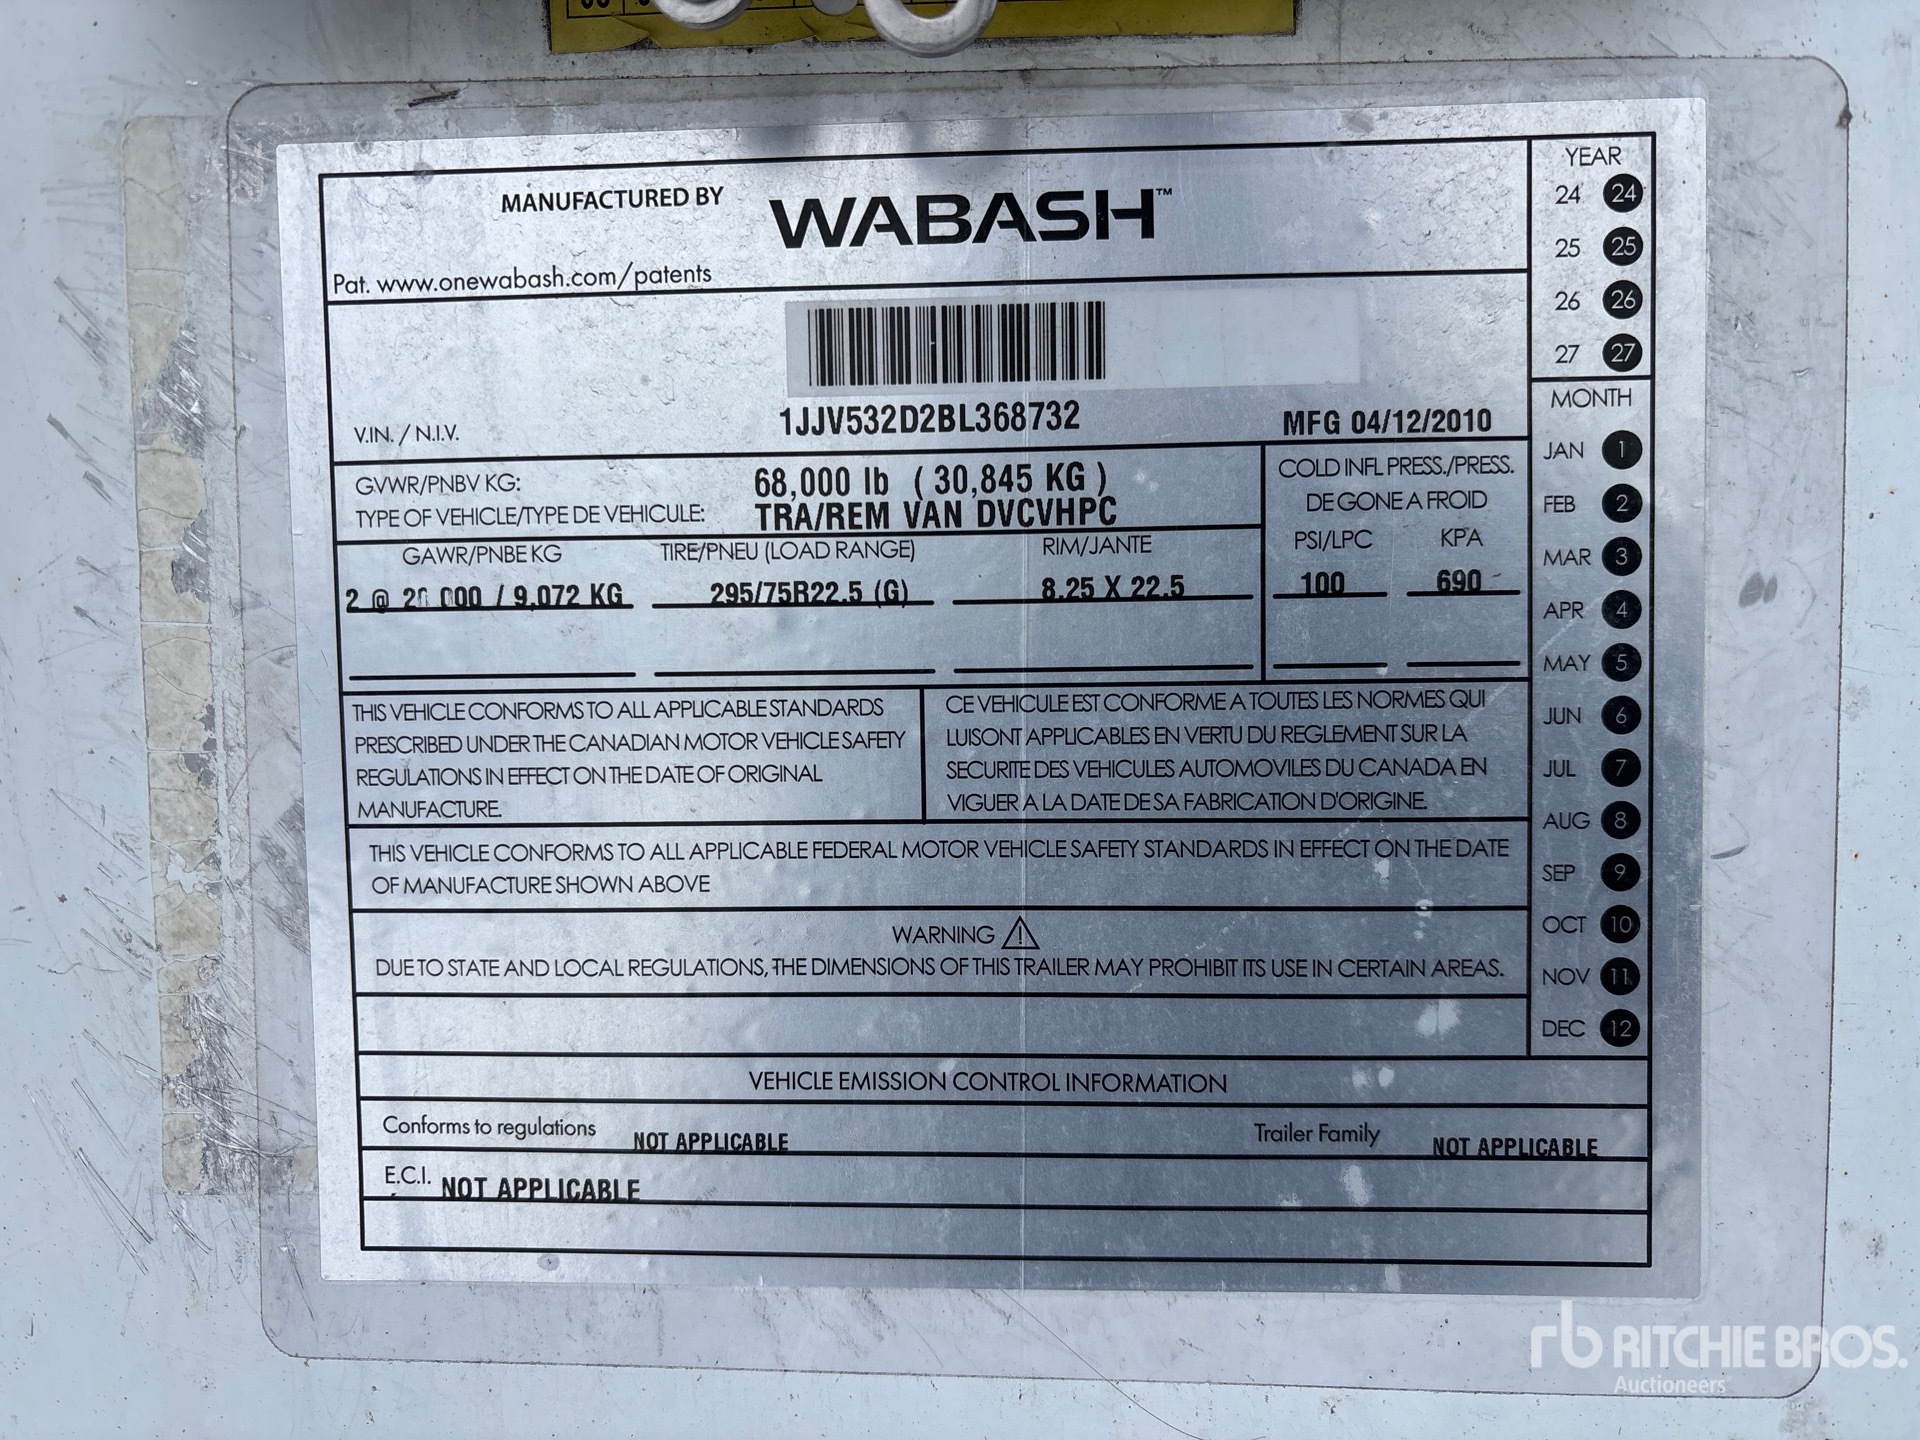 MANUFACTURED BY WABASH™
Pat. www.onewabash.com/patents
V.I.N. / N.I.V. 1JJV532D2BL368732 MFG 04/12/2010
GVWR/PNBV KG: 68,000 lb ( 30,845 KG )
TYPE OF VEHICLE/TYPE DE VEHICULE: TRA/REM VAN DVCVHPC
COLD INFL PRESS./PRESS.
DE GONE A FROID
GAWR/PNBE KG TIRE/PNEU (LOAD RANGE) RIM/JANTE PSI/LPC KPA
2 @ / 9,072 KG 295/75R22.5 (G) 8.25 X 22.5 100 690
THIS VEHICLE CONFORMS TO ALL APPLICABLE STANDARDS
PRESCRIBED UNDER THE CANADIAN MOTOR VEHICLE SAFETY
REGULATIONS IN EFFECT ON THE DATE OF ORIGINAL
MANUFACTURE.
CE VEHICULE EST CONFORME A TOUTES LES NORMES QUI
LUISONT APPLICABLES EN VERTU DU REGLEMENT SUR LA
SECURITE DES VEHICULES AUTOMOVILES DU CANADA EN
VIGUER A LA DATE DE SA FABRICATION D'ORIGINE.
THIS VEHICLE CONFORMS TO ALL APPLICABLE FEDERAL MOTOR VEHICLE SAFETY STANDARDS IN EFFECT ON THE DATE
OF MANUFACTURE SHOWN ABOVE
WARNING
DUE TO STATE AND LOCAL REGULATIONS, THE DIMENSIONS OF THIS TRAILER MAY PROHIBIT ITS USE IN CERTAIN AREAS.
VEHICLE EMISSION CONTROL INFORMATION
Conforms to regulations NOT APPLICABLE Trailer Family NOT APPLICABLE
E.C.I. NOT APPLICABLE
YEAR
24 24
25 25
26 26
27 27
MONTH
JAN 1
FEB 2
MAR 3
APR 4
MAY 5
JUN 6
JUL 7
AUG 8
SEP 9
OCT 10
NOV 11
DEC 12
rb RITCHIE BROS.
Auctioneers